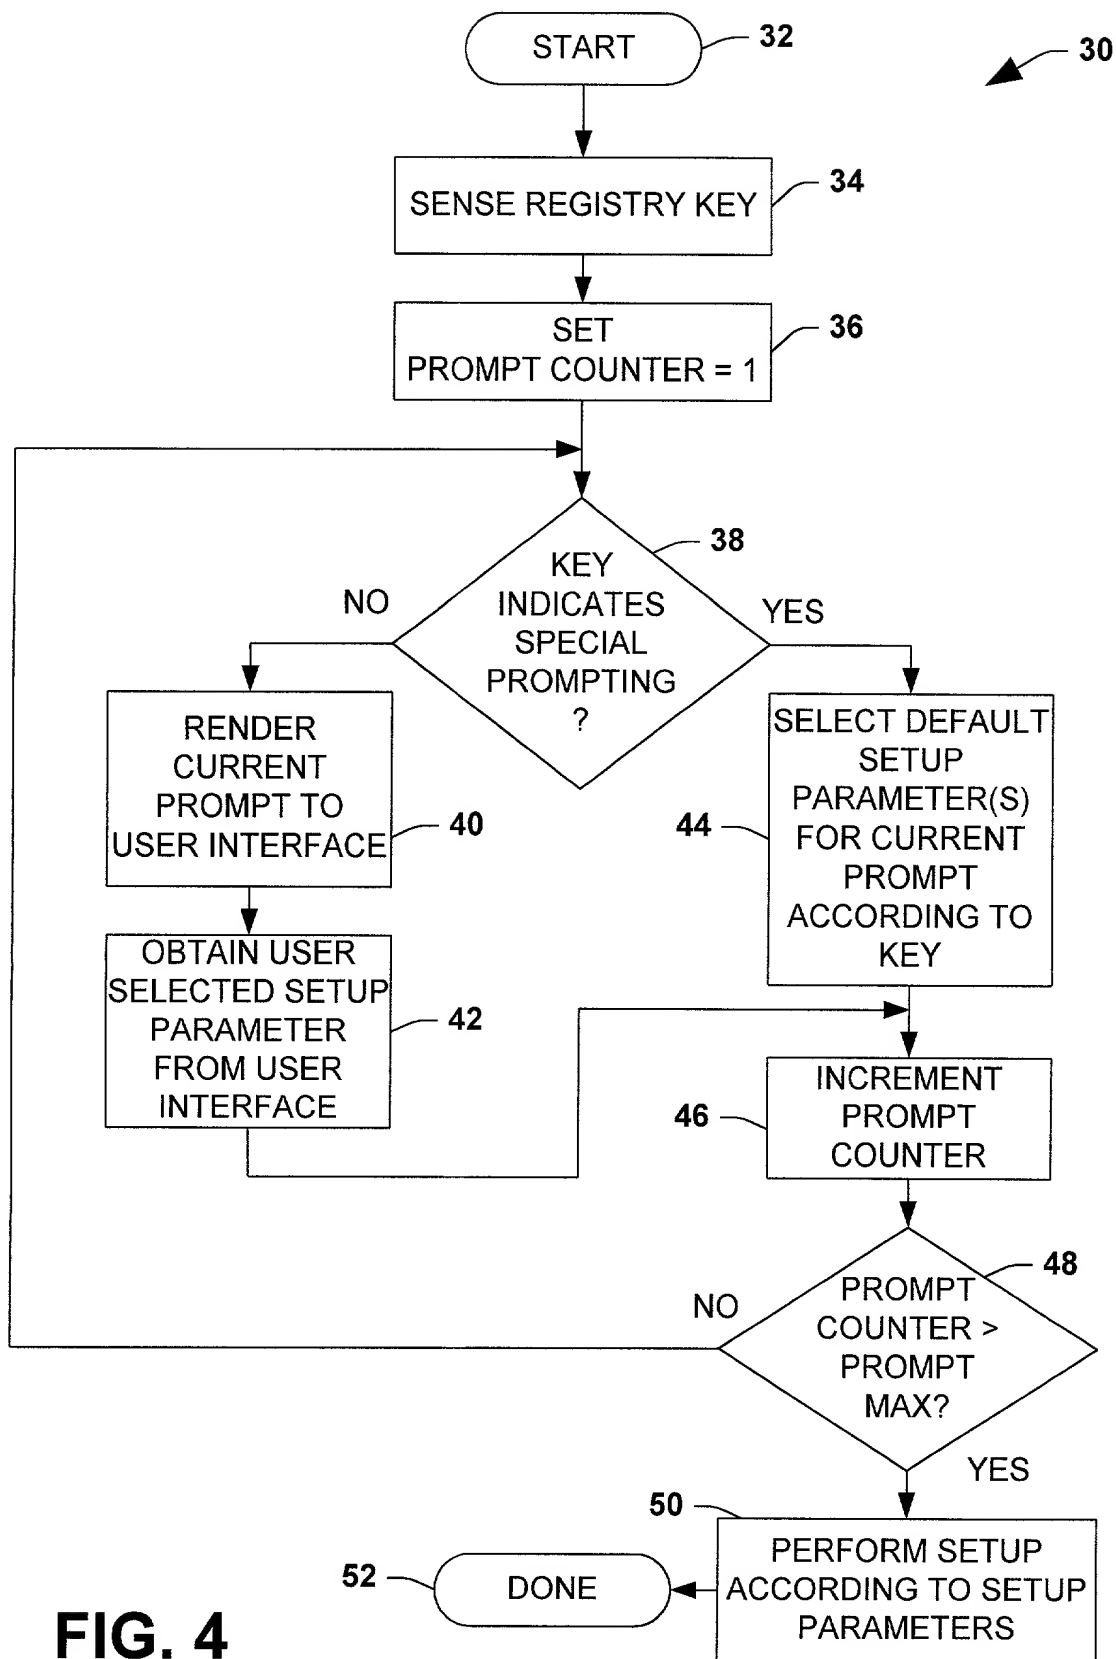 START
32
30
SENSE REGISTRY KEY
34
SET
PROMPT COUNTER = 1
36
KEY
INDICATES
SPECIAL
PROMPTING
?
38
NO
YES
RENDER
CURRENT
PROMPT TO
USER INTERFACE
40
SELECT DEFAULT
SETUP
PARAMETER(S)
FOR CURRENT
PROMPT
ACCORDING TO
KEY
44
OBTAIN USER
SELECTED SETUP
PARAMETER
FROM USER
INTERFACE
42
INCREMENT
PROMPT
COUNTER
46
PROMPT
COUNTER >
PROMPT
MAX?
48
NO
YES
50
PERFORM SETUP
ACCORDING TO SETUP
PARAMETERS
52
DONE
FIG. 4